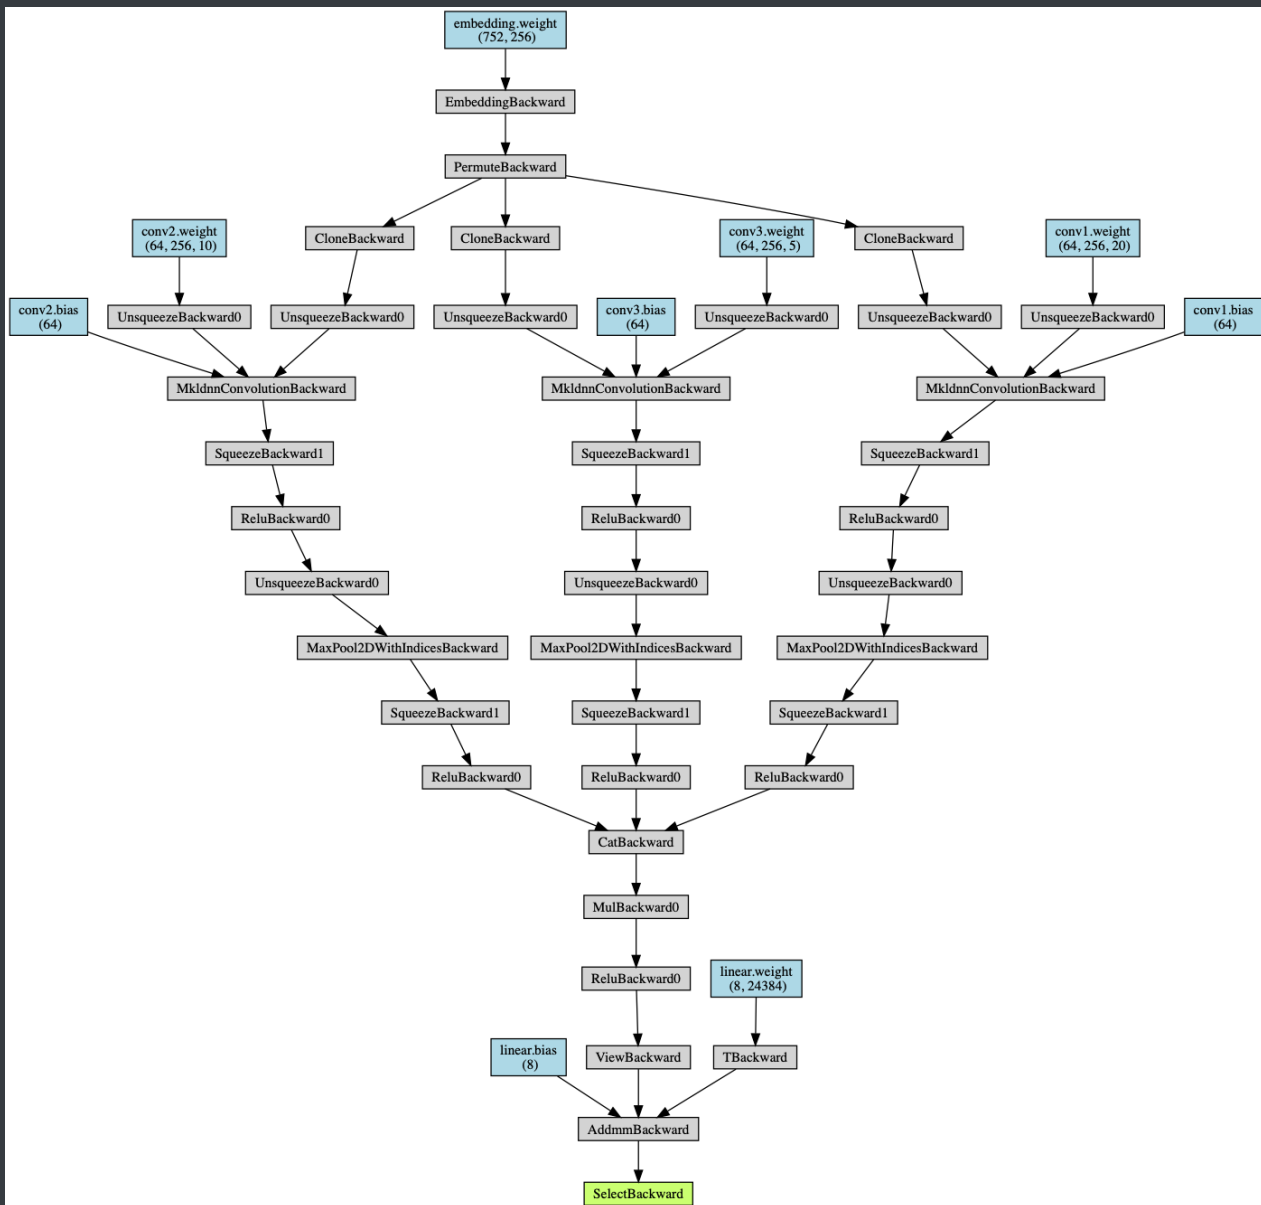 embedding.weight
(752, 256)
EmbeddingBackward
PermuteBackward
conv2.weight
(64, 256, 10)
CloneBackward
CloneBackward
conv3.weight
(64, 256, 5)
CloneBackward
conv1.weight
(64, 256, 20)
conv2.bias
(64)
UnsqueezeBackward0
UnsqueezeBackward0
UnsqueezeBackward0
conv3.bias
(64)
UnsqueezeBackward0
UnsqueezeBackward0
UnsqueezeBackward0
conv1.bias
(64)
MkldnnConvolutionBackward
MkldnnConvolutionBackward
MkldnnConvolutionBackward
SqueezeBackward1
SqueezeBackward1
SqueezeBackward1
ReluBackward0
ReluBackward0
ReluBackward0
UnsqueezeBackward0
UnsqueezeBackward0
UnsqueezeBackward0
MaxPool2DWithIndicesBackward
MaxPool2DWithIndicesBackward
MaxPool2DWithIndicesBackward
SqueezeBackward1
SqueezeBackward1
SqueezeBackward1
ReluBackward0
ReluBackward0
ReluBackward0
CatBackward
MulBackward0
ReluBackward0
linear.weight
(8, 24384)
linear.bias
(8)
ViewBackward
TBackward
AddmmBackward
SelectBackward